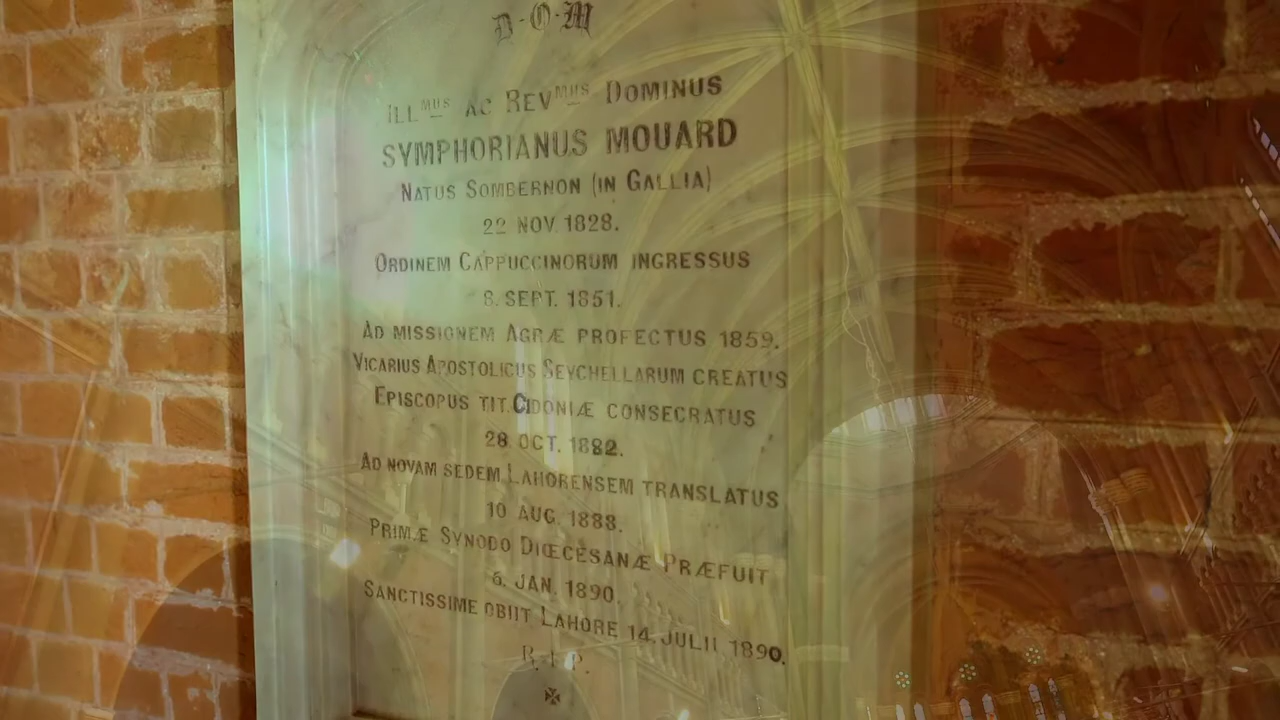 D·O·M
ILL^MUS AC REV^MUS DOMINUS
SYMPHORIANUS MOUARD
NATUS SOMBERNON (IN GALLIA)
22 NOV. 1828.
ORDINEM CAPPUCCINORUM INGRESSUS
8. SEPT. 1851.
AD MISSIONEM AGRÆ PROFECTUS 1859.
VICARIUS APOSTOLICUS SEYCHELLARUM CREATUS
EPISCOPUS TIT. CIDONIÆ CONSECRATUS
28 OCT. 1882.
AD NOVAM SEDEM LAHORENSEM TRANSLATUS
10 AUG. 1888.
PRIMÆ SYNODO DIŒCESANÆ PRÆFUIT
6. JAN. 1890.
SANCTISSIME OBIIT LAHORE 14. JULII 1890.
R.I.P.